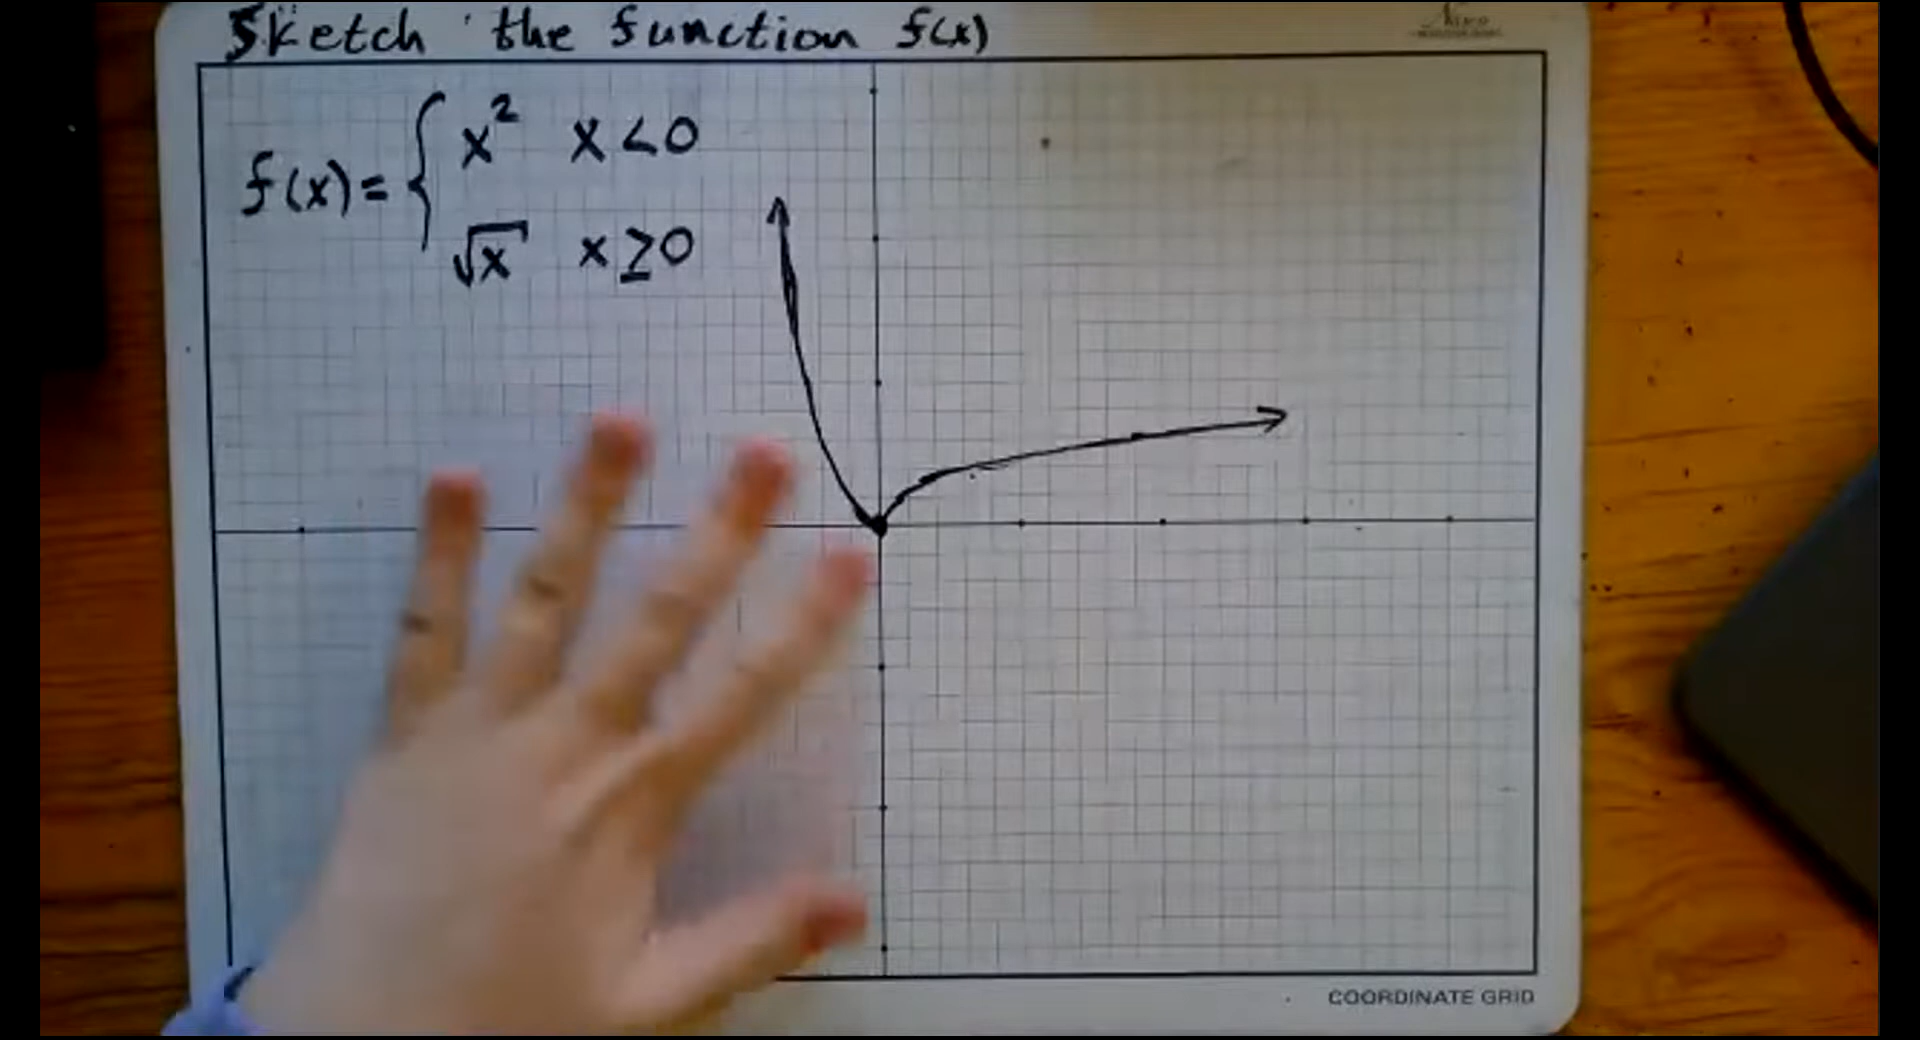 Sketch the function f(x)
f(x) = { x² x<0
√x x≥0
COORDINATE GRID